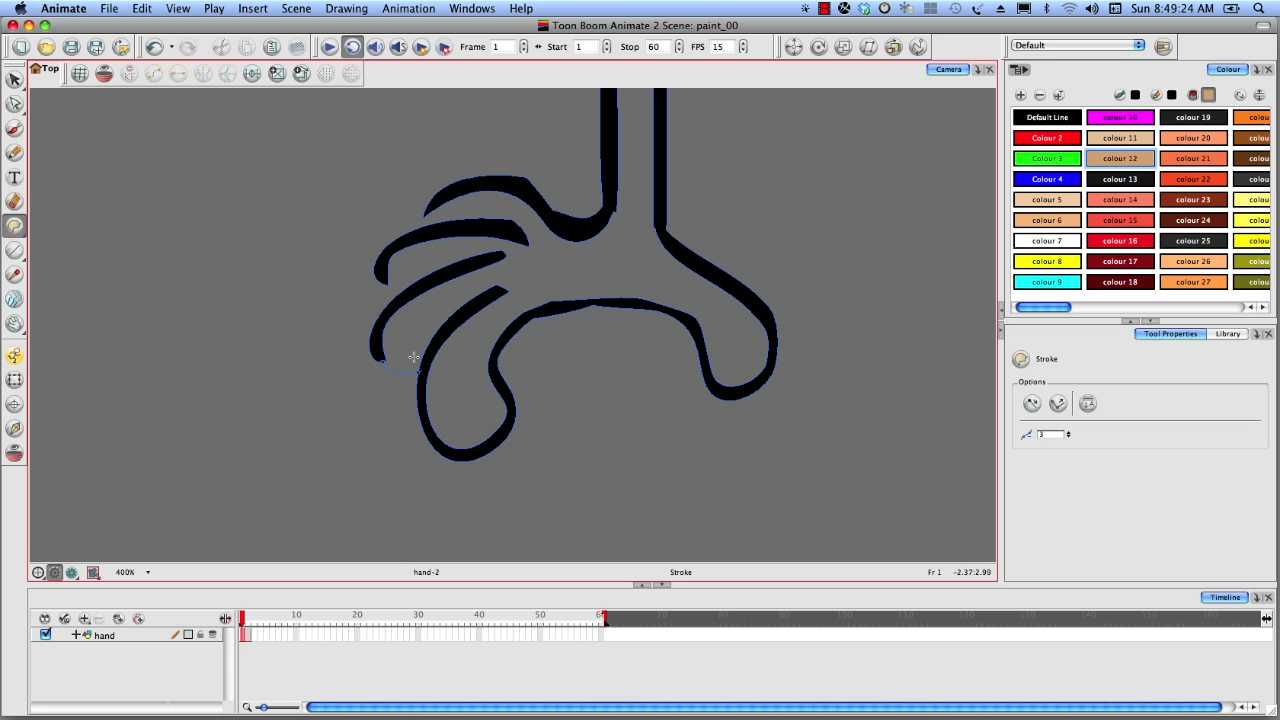 Animate File Edit View Play Insert Scene Drawing Animation Windows Help Sun 8:49:24 AM
Toon Boom Animate 2 Scene: paint_00
Frame 1 Start 1 Stop 60 FPS 15 Default
Top Camera Colour
Default Line colour 10 colour 19
Colour 2 colour 11 colour 20
Colour 3 colour 12 colour 21
Colour 4 colour 13 colour 22
colour 5 colour 14 colour 23
colour 6 colour 15 colour 24
colour 7 colour 16 colour 25
colour 8 colour 17 colour 26
colour 9 colour 18 colour 27
Tool Properties Library
Stroke
Options
3
400% hand-2 Stroke Fr 1 -2.37:2.99
Timeline
10 20 30 40 50
hand